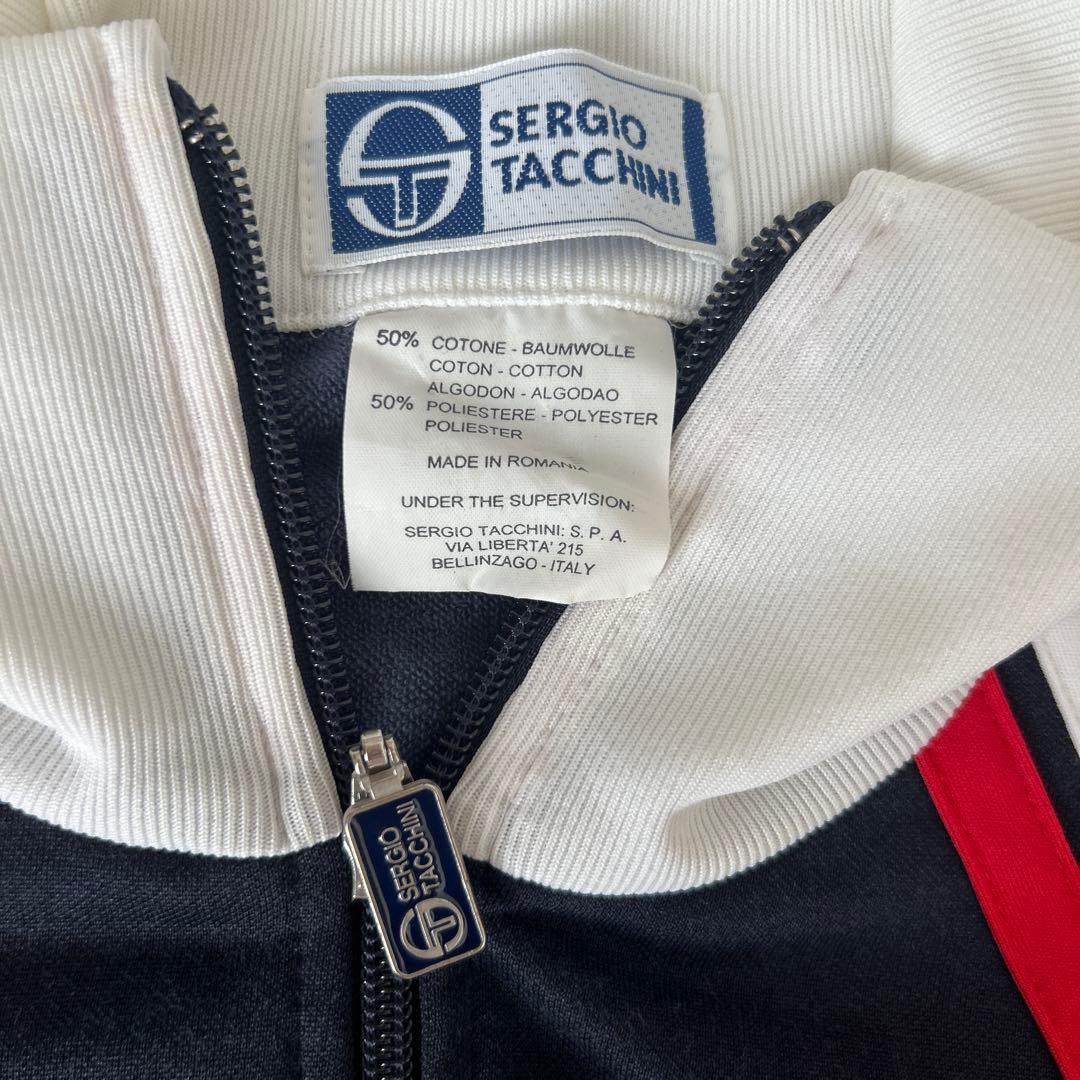 SERGIO
TACCHINI
50% COTONE - BAUMWOLLE
COTON - COTTON
ALGODON - ALGODAO
50% POLIESTERE - POLYESTER
POLIESTER
MADE IN ROMANIA
UNDER THE SUPERVISION:
SERGIO TACCHINI: S. P. A.
VIA LIBERTA' 215
BELLINZAGO - ITALY
SERGIO
TACCHINI